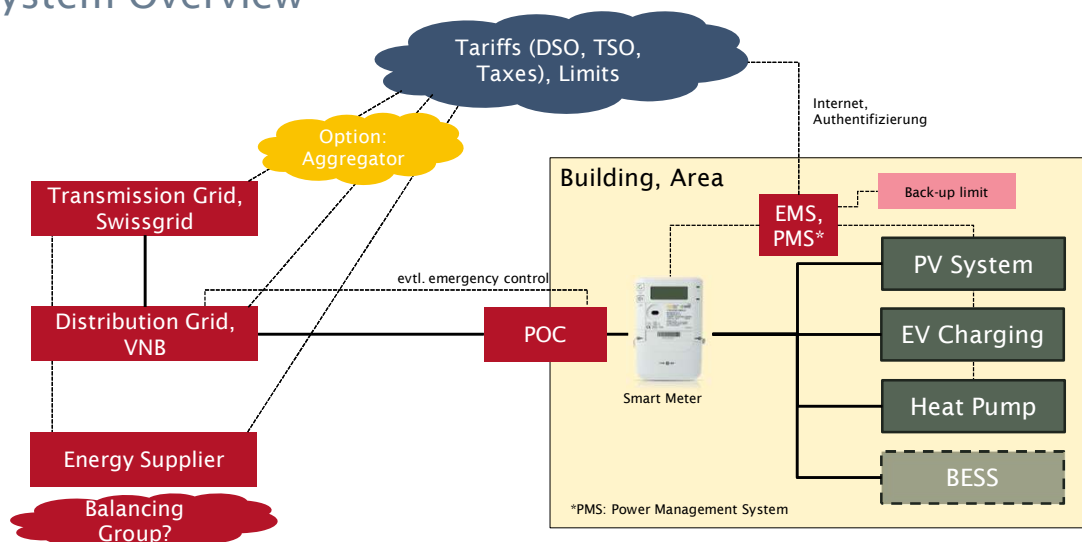 System Overview
Tariffs (DSO, TSO,
Taxes), Limits
Internet,
Authentifizierung
Option:
Aggregator
Building, Area
Transmission Grid,
Swissgrid
EMS,
PMS*
Back-up limit
PV System
evtl. emergency control
Distribution Grid,
VNB
POC
EV Charging
Smart Meter
Heat Pump
Energy Supplier
BESS
Balancing
Group?
*PMS: Power Management System